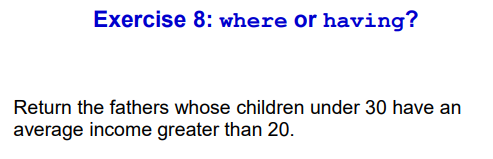 Exercise 8: where or having?
Return the fathers whose children under 30 have an
average income greater than 20.